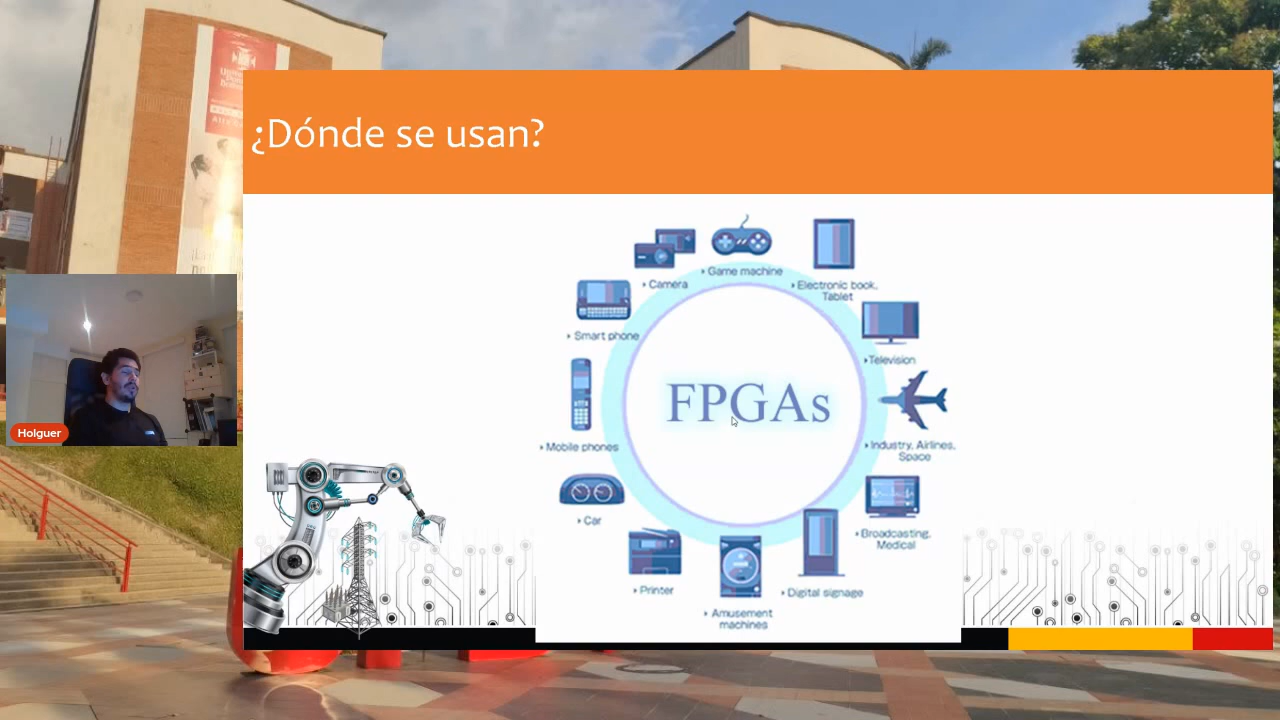 ¿Dónde se usan?
Game machine
Camera
Electronic book,
Tablet
Smart phone
Television
FPGAs
Mobile phones
Industry, Airlines,
Space
Car
Broadcasting,
Medical
Printer
Digital signage
Amusement
machines
Holguer